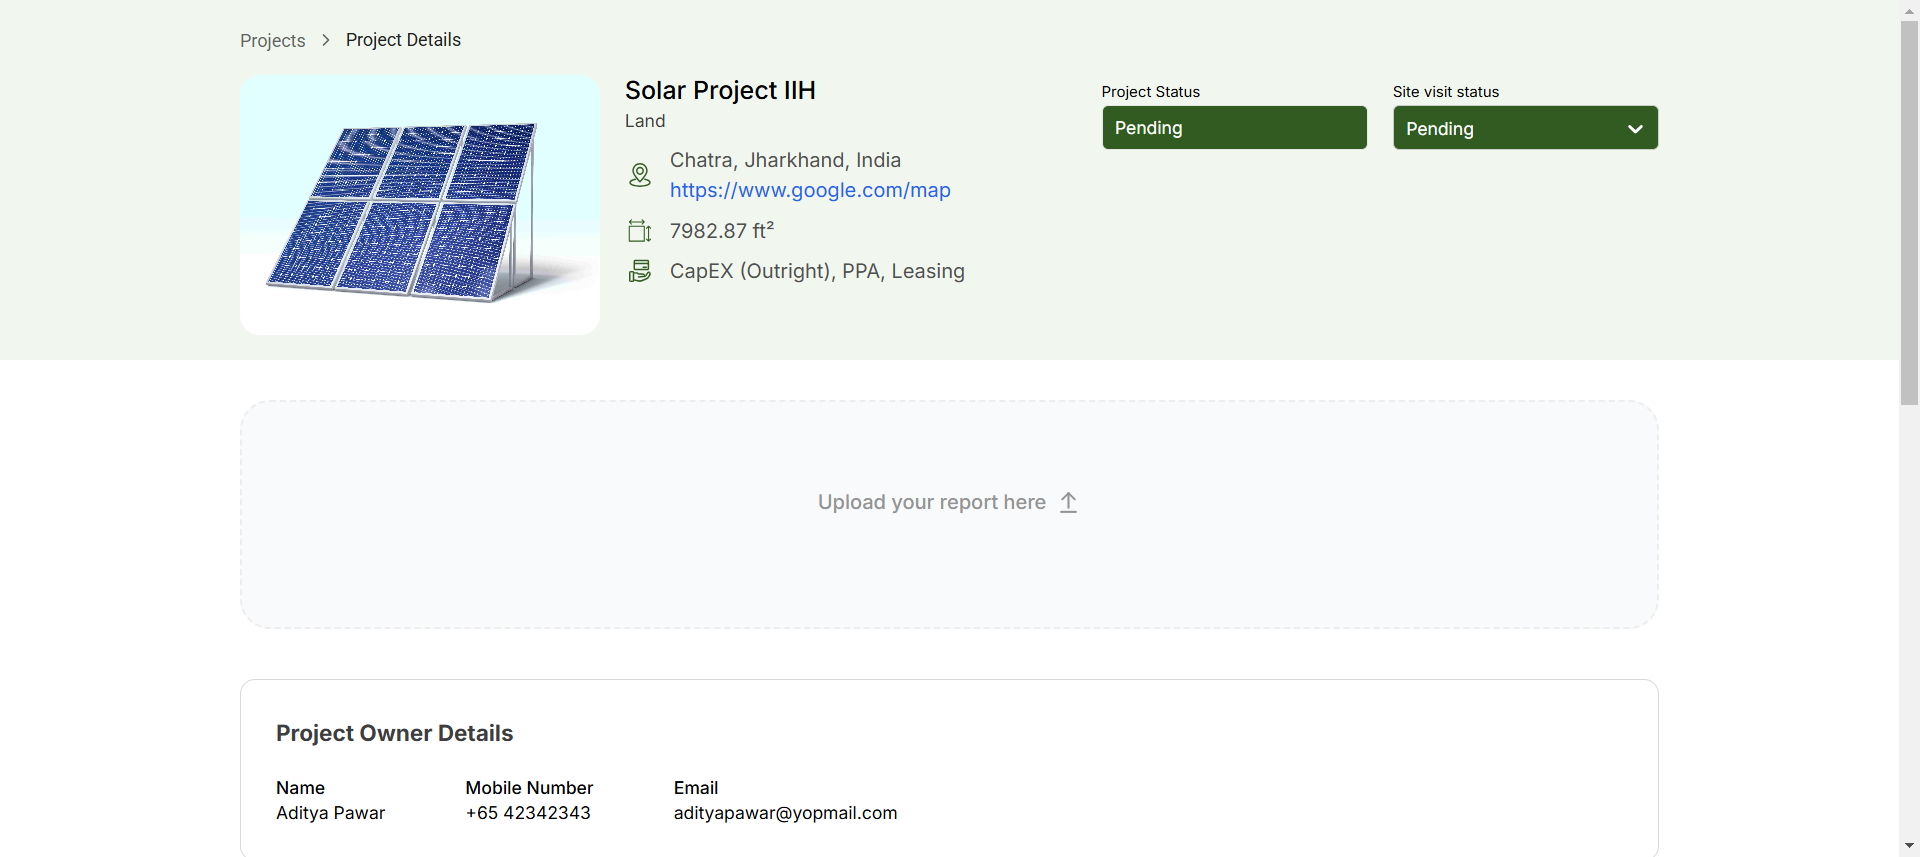 Projects > Project Details
Solar Project IIH
Land
Chatra, Jharkhand, India
https://www.google.com/map
7982.87 ft²
CapEX (Outright), PPA, Leasing
Project Status
Pending
Site visit status
Pending
Upload your report here
Project Owner Details
Name
Aditya Pawar
Mobile Number
+65 42342343
Email
adityapawar@yopmail.com